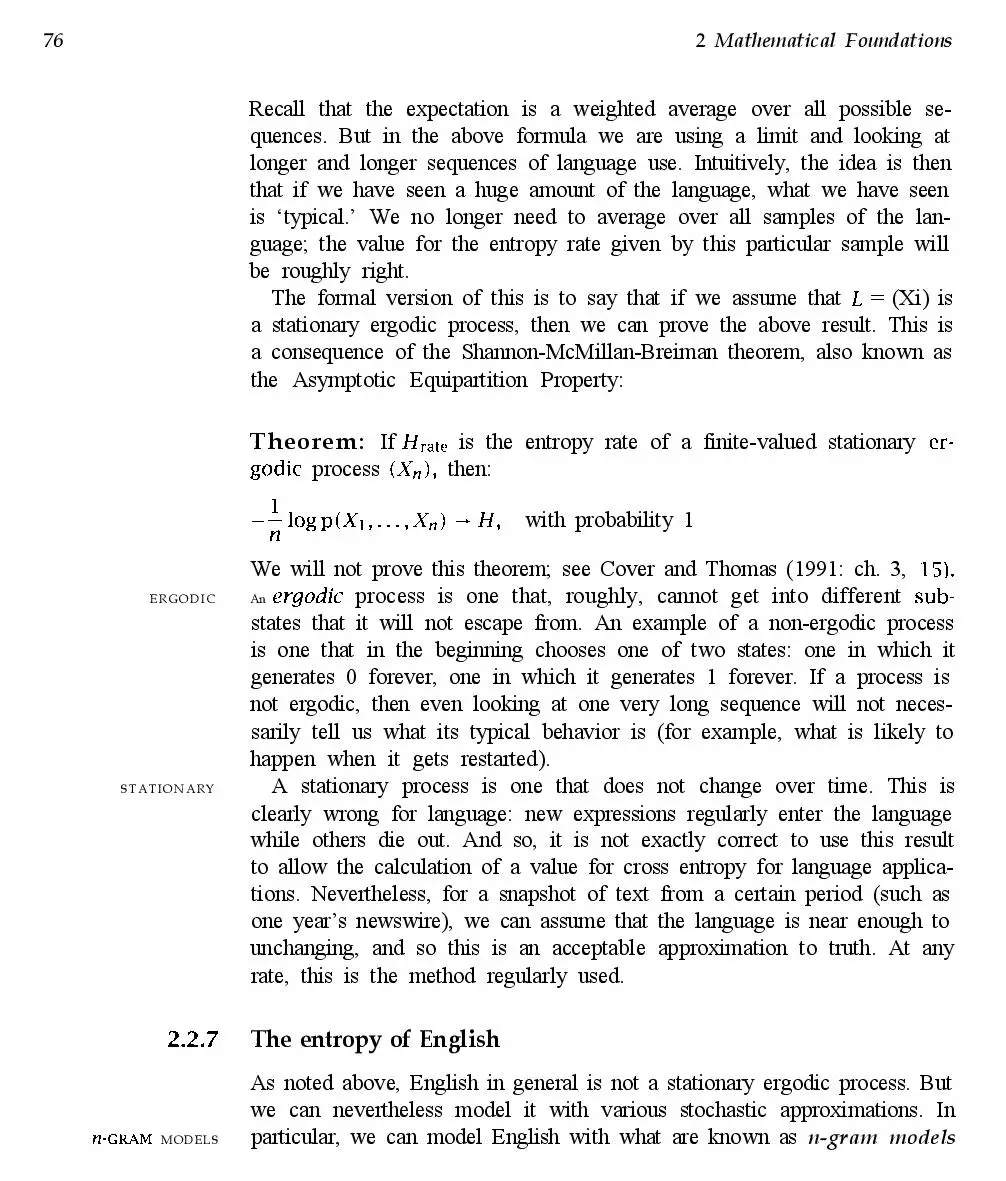 76
2 Mathematical Foundations
Recall that the expectation is a weighted average over all possible se-
quences. But in the above formula we are using a limit and looking at
longer and longer sequences of language use. Intuitively, the idea is then
that if we have seen a huge amount of the language, what we have seen
is ‘typical.’ We no longer need to average over all samples of the lan-
guage; the value for the entropy rate given by this particular sample will
be roughly right.
The formal version of this is to say that if we assume that L = (Xi) is
a stationary ergodic process, then we can prove the above result. This is
a consequence of the Shannon-McMillan-Breiman theorem, also known as
the Asymptotic Equipartition Property:
Theorem: If H_rate is the entropy rate of a finite-valued stationary er-
godic process (X_n), then:
−1/n log p(X_1, . . . , X_n) → H, with probability 1
We will not prove this theorem; see Cover and Thomas (1991: ch. 3, 15).
ERGODIC An ergodic process is one that, roughly, cannot get into different sub-
states that it will not escape from. An example of a non-ergodic process
is one that in the beginning chooses one of two states: one in which it
generates 0 forever, one in which it generates 1 forever. If a process is
not ergodic, then even looking at one very long sequence will not neces-
sarily tell us what its typical behavior is (for example, what is likely to
happen when it gets restarted).
STATIONARY A stationary process is one that does not change over time. This is
clearly wrong for language: new expressions regularly enter the language
while others die out. And so, it is not exactly correct to use this result
to allow the calculation of a value for cross entropy for language applica-
tions. Nevertheless, for a snapshot of text from a certain period (such as
one year’s newswire), we can assume that the language is near enough to
unchanging, and so this is an acceptable approximation to truth. At any
rate, this is the method regularly used.
2.2.7 The entropy of English
As noted above, English in general is not a stationary ergodic process. But
we can nevertheless model it with various stochastic approximations. In
n-GRAM MODELS particular, we can model English with what are known as n-gram models